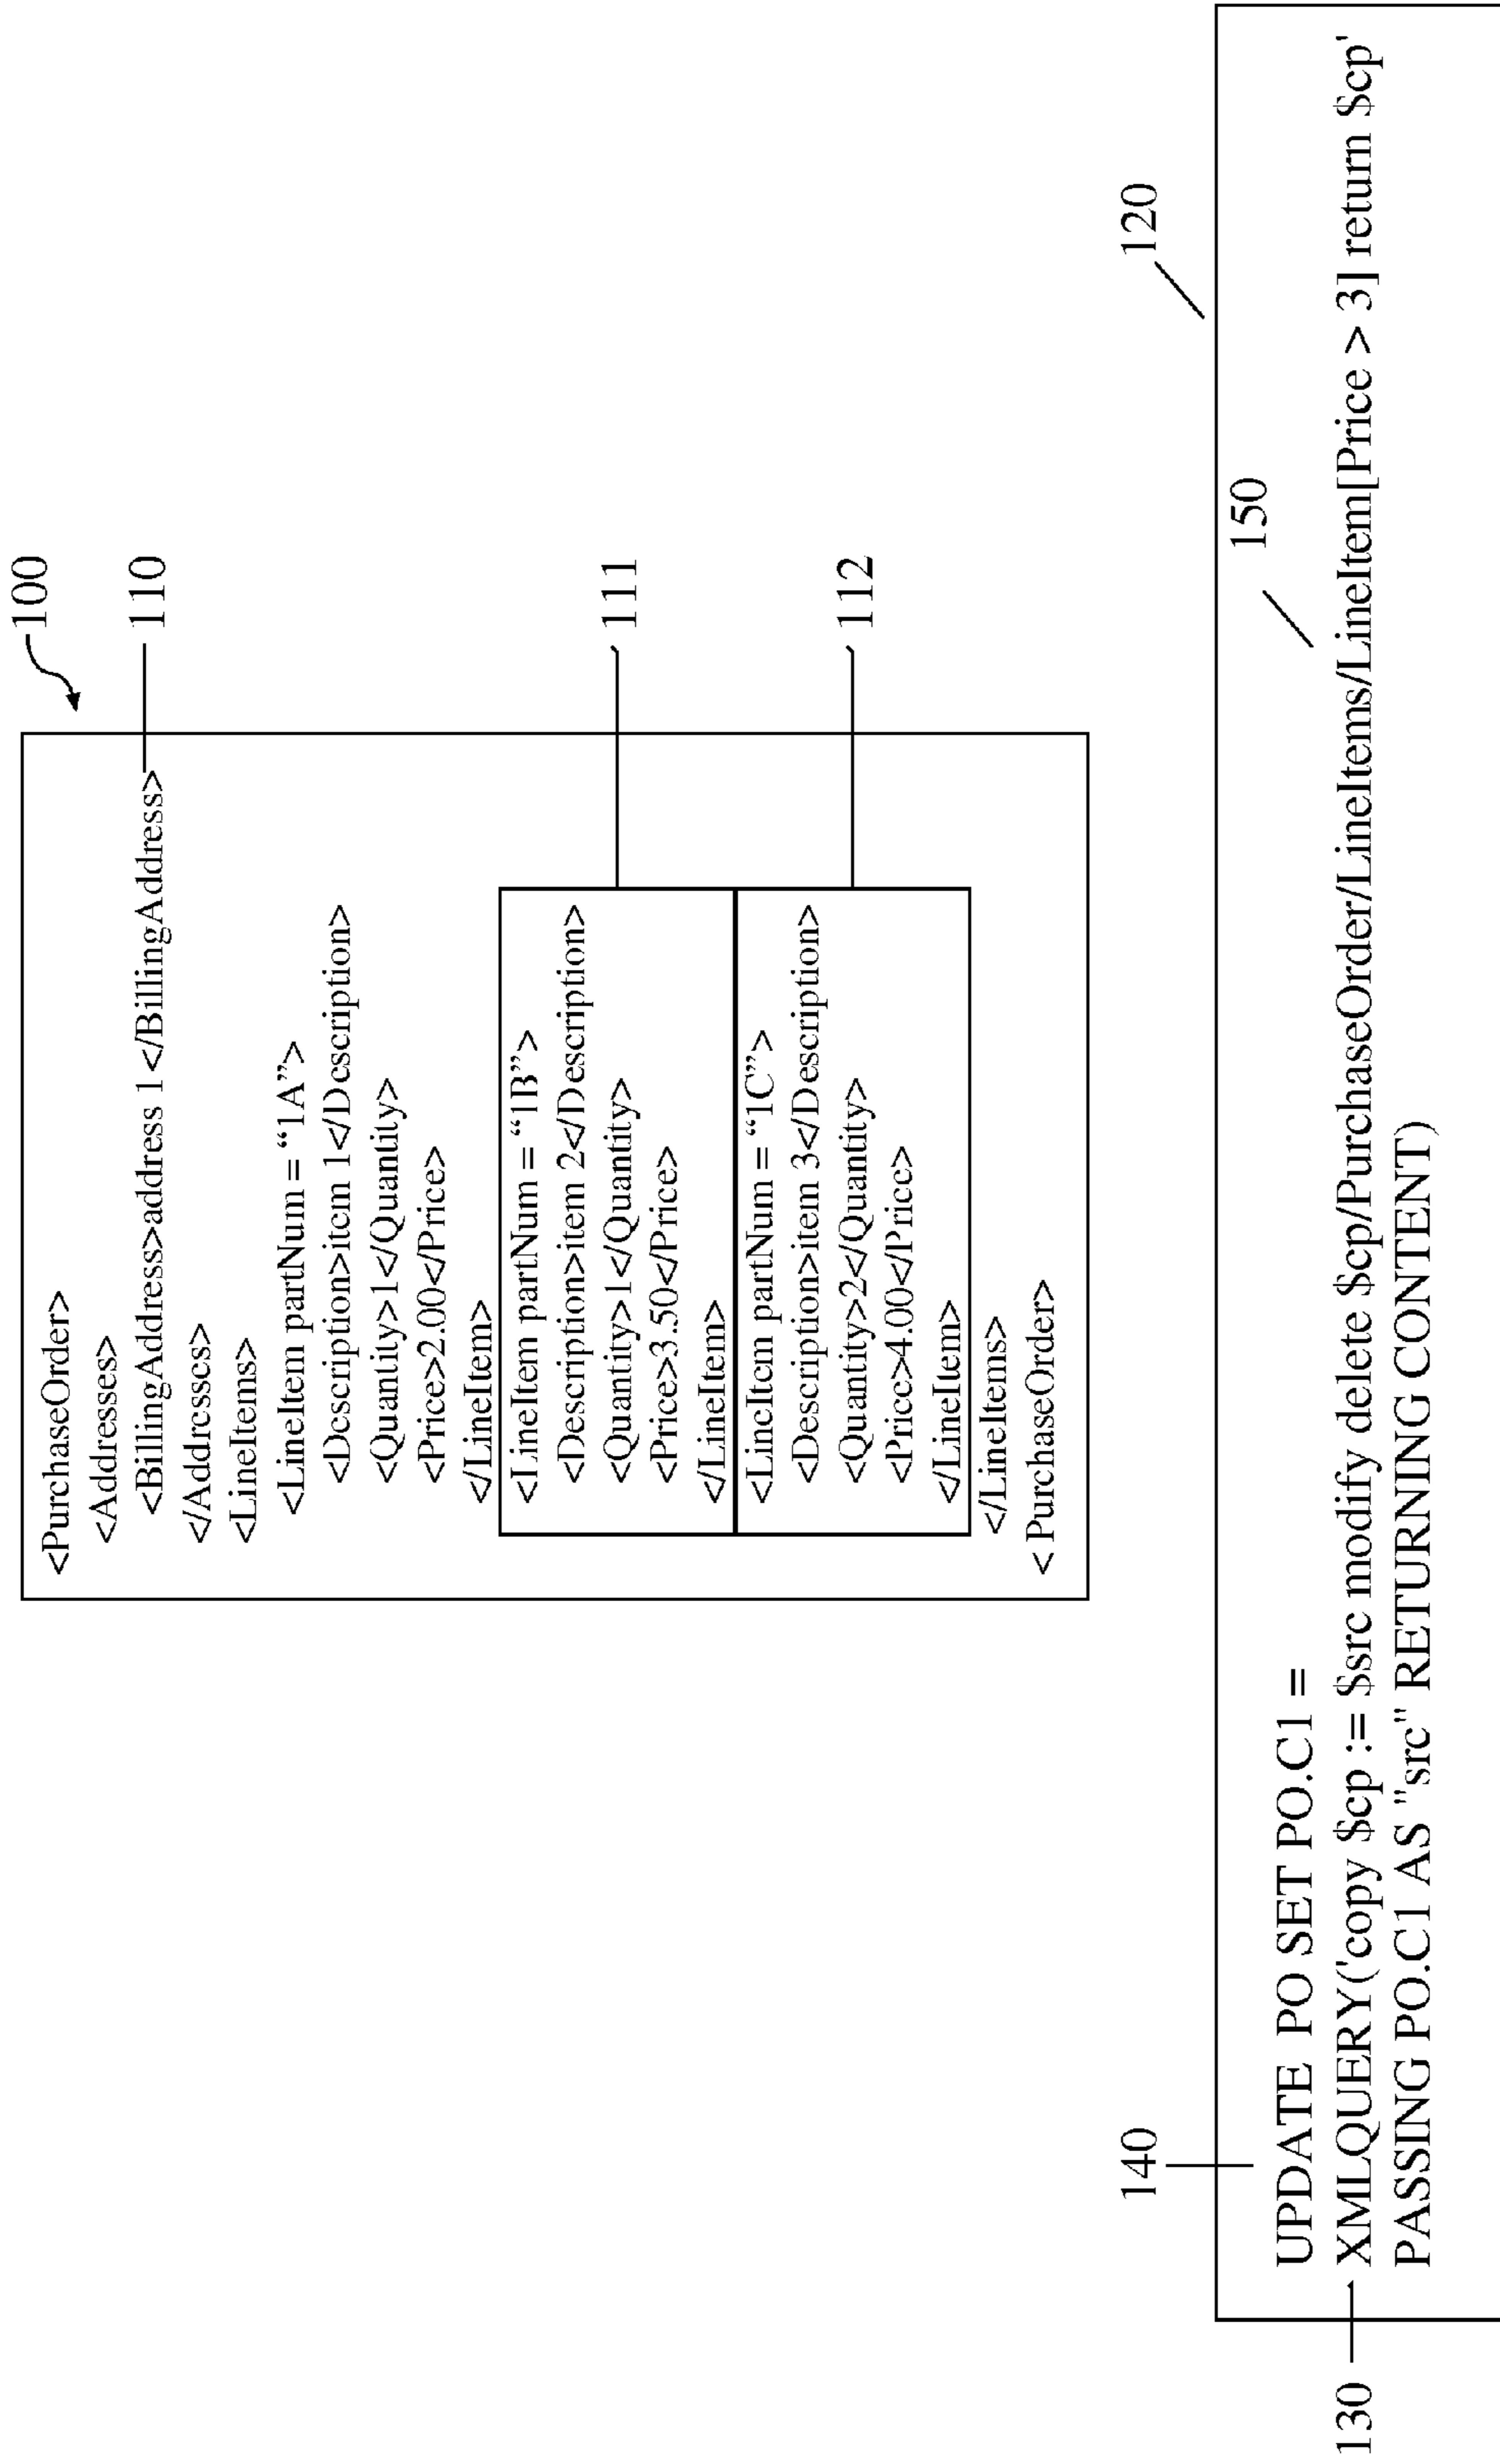 100
<PurchaseOrder>
<Addresses>
<BillingAddress>address 1</BillingAddress>
110
</Addresses>
<LineItems>
<LineItem partNum = “1A”>
<Description>item 1</Description>
<Quantity>1</Quantity>
<Price>2.00</Price>
</LineItem>
<LineItem partNum = “1B”>
<Description>item 2</Description>
<Quantity>1</Quantity>
111
<Price>3.50</Price>
</LineItem>
<LineItem partNum = “1C”>
<Description>item 3</Description>
<Quantity>2</Quantity>
112
<Price>4.00</Price>
</LineItem>
</LineItems>
< PurchaseOrder>
140
120
150
UPDATE PO SET PO.C1 =
130
XMLQUERY('copy $cp := $src modify delete $cp/PurchaseOrder/LineItems/LineItem[Price > 3] return $cp'
PASSING PO.C1 AS "src" RETURNING CONTENT)